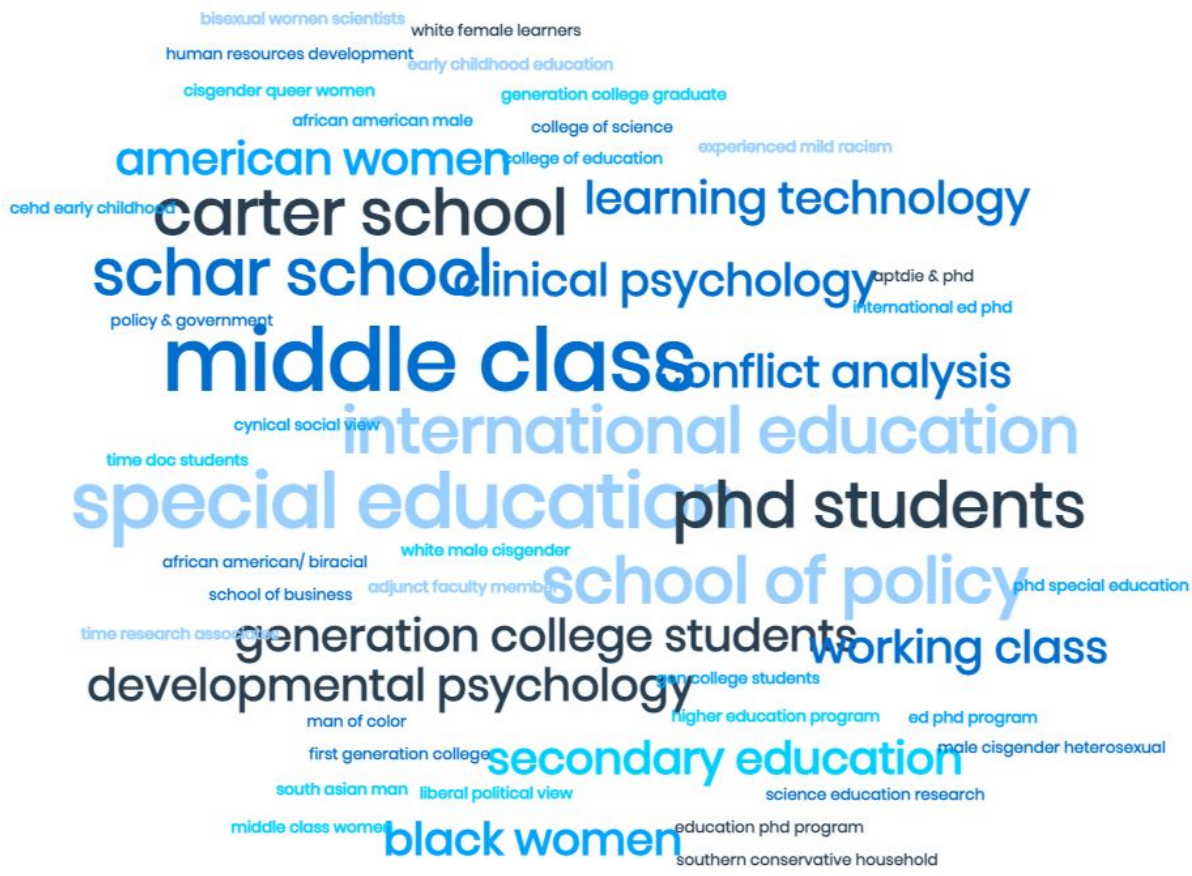 bisexual women scientists
white female learners
human resources development
early childhood education
cisgender queer women
generation college graduate
african american male
college of science
american women
college of education
experienced mild racism
cehd early childhood
carter school
learning technology
schar school
clinical psychology
aptdie & phd
international ed phd
policy & government
middle class
conflict analysis
cynical social view
international education
time doc students
special education
phd students
african american/ biracial
white male cisgender
school of business
adjunct faculty member
school of policy
phd special education
time research associates
generation college students
working class
developmental psychology
gen college students
man of color
higher education program
ed phd program
first generation college
secondary education
male cisgender heterosexual
south asian man
liberal political view
science education research
middle class women
black women
education phd program
southern conservative household